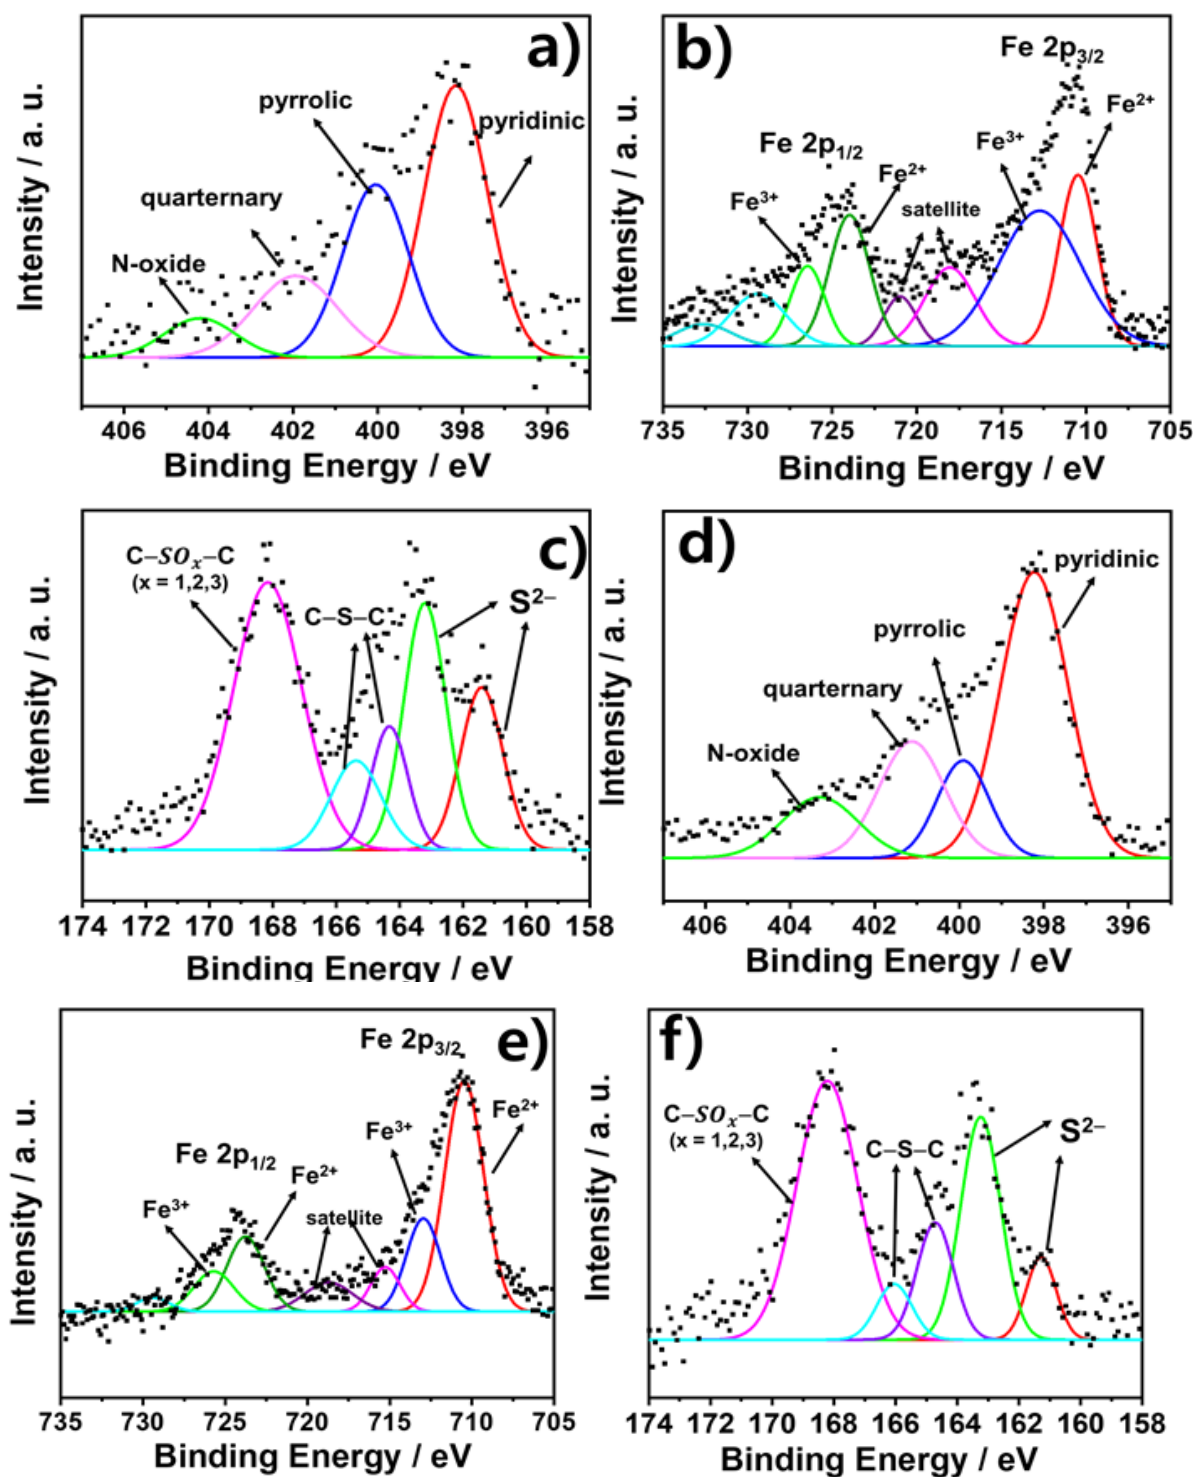 a)
pyrrolic
pyridinic
quarternary
N-oxide
Intensity / a. u.
406 404 402 400 398 396
Binding Energy / eV
b)
Fe 2p3/2
Fe2+
Fe3+
Fe 2p1/2
Fe2+
Fe3+
satellite
Intensity / a. u.
735 730 725 720 715 710 705
Binding Energy / eV
c)
C–SOx–C
(x = 1,2,3)
C–S–C
S2–
Intensity / a. u.
174 172 170 168 166 164 162 160 158
Binding Energy / eV
d)
pyridinic
pyrrolic
quarternary
N-oxide
Intensity / a. u.
406 404 402 400 398 396
Binding Energy / eV
e)
Fe 2p3/2
Fe2+
Fe3+
Fe 2p1/2
Fe2+
Fe3+
satellite
Intensity / a. u.
735 730 725 720 715 710 705
Binding Energy / eV
f)
C–SOx–C
(x = 1,2,3)
C–S–C
S2–
Intensity / a. u.
174 172 170 168 166 164 162 160 158
Binding Energy / eV